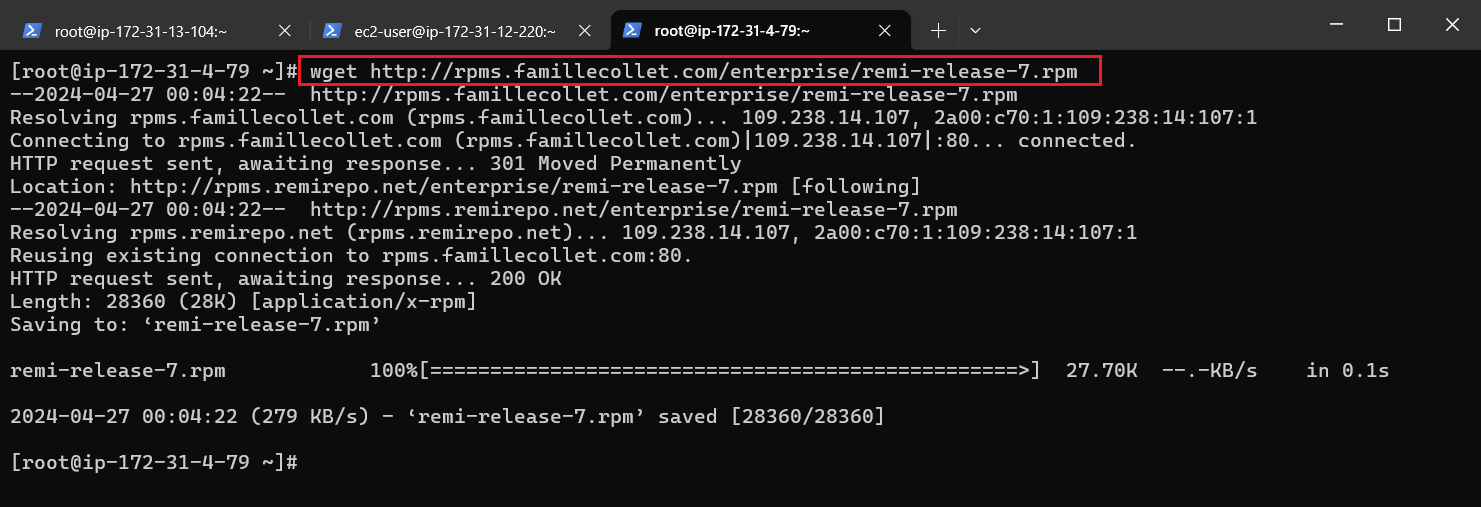 root@ip-172-31-13-104:~ ec2-user@ip-172-31-12-220:~ root@ip-172-31-4-79:~
[root@ip-172-31-4-79 ~]# wget http://rpms.famillecollet.com/enterprise/remi-release-7.rpm
--2024-04-27 00:04:22--  http://rpms.famillecollet.com/enterprise/remi-release-7.rpm
Resolving rpms.famillecollet.com (rpms.famillecollet.com)... 109.238.14.107, 2a00:c70:1:109:238:14:107:1
Connecting to rpms.famillecollet.com (rpms.famillecollet.com)|109.238.14.107|:80... connected.
HTTP request sent, awaiting response... 301 Moved Permanently
Location: http://rpms.remirepo.net/enterprise/remi-release-7.rpm [following]
--2024-04-27 00:04:22--  http://rpms.remirepo.net/enterprise/remi-release-7.rpm
Resolving rpms.remirepo.net (rpms.remirepo.net)... 109.238.14.107, 2a00:c70:1:109:238:14:107:1
Reusing existing connection to rpms.famillecollet.com:80.
HTTP request sent, awaiting response... 200 OK
Length: 28360 (28K) [application/x-rpm]
Saving to: ‘remi-release-7.rpm’
remi-release-7.rpm            100%[=================================================>]  27.70K  --.-KB/s    in 0.1s
2024-04-27 00:04:22 (279 KB/s) - ‘remi-release-7.rpm’ saved [28360/28360]
[root@ip-172-31-4-79 ~]#